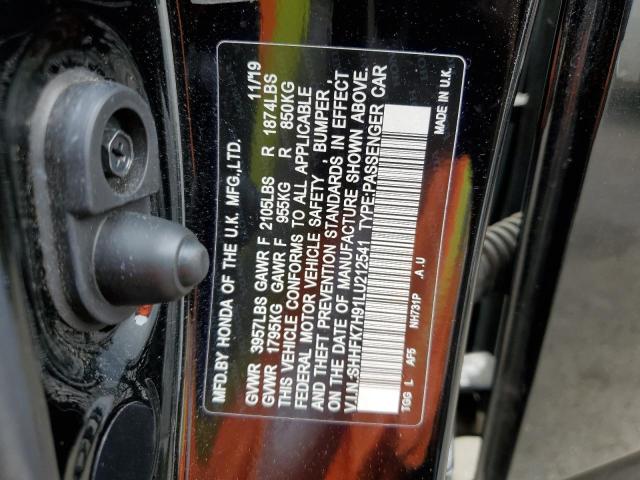 MFD.BY HONDA OF THE U.K. MFG.,LTD. 11/19
GVWR 3957LBS GAWR F 2105LBS R 1874LBS
GVWR 1795KG GAWR F 955KG R 850KG
THIS VEHICLE CONFORMS TO ALL APPLICABLE
FEDERAL MOTOR VEHICLE SAFETY , BUMPER ,
AND THEFT PREVENTION STANDARDS IN EFFECT
ON THE DATE OF MANUFACTURE SHOWN ABOVE.
V.I.N.:SHHFK7H91LU212541 TYPE:PASSENGER CAR
TGG L AF5 NH731P .A.U MADE IN U.K.